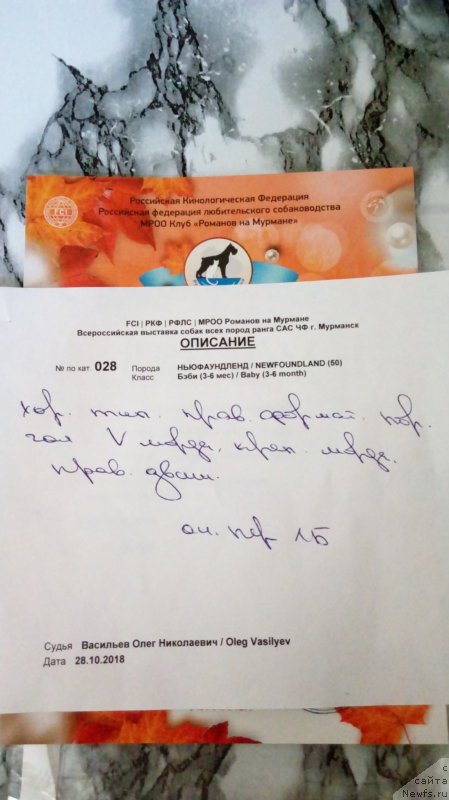 Российская Кинологическая Федерация
Российская федерация любительского собаководства
МРОО Клуб «Романов на Мурмане»
FCI
FCI | РКФ | РФЛС | МРОО Романов на Мурмане
Всероссийская выставка собак всех пород ранга САС ЧФ г. Мурманск
ОПИСАНИЕ
№ по кат. 028 Порода НЬЮФАУНДЛЕНД / NEWFOUNDLAND (50)
Класс Бэби (3-6 мес) / Baby (3-6 month)
хор. тип. прав. формат. хор.
гол V морда, креп. морда.
прав. движ.
оч. пер 1Б
Судья Васильев Олег Николаевич / Oleg Vasilyev
Дата 28.10.2018
с
сайта
Newfs.ru